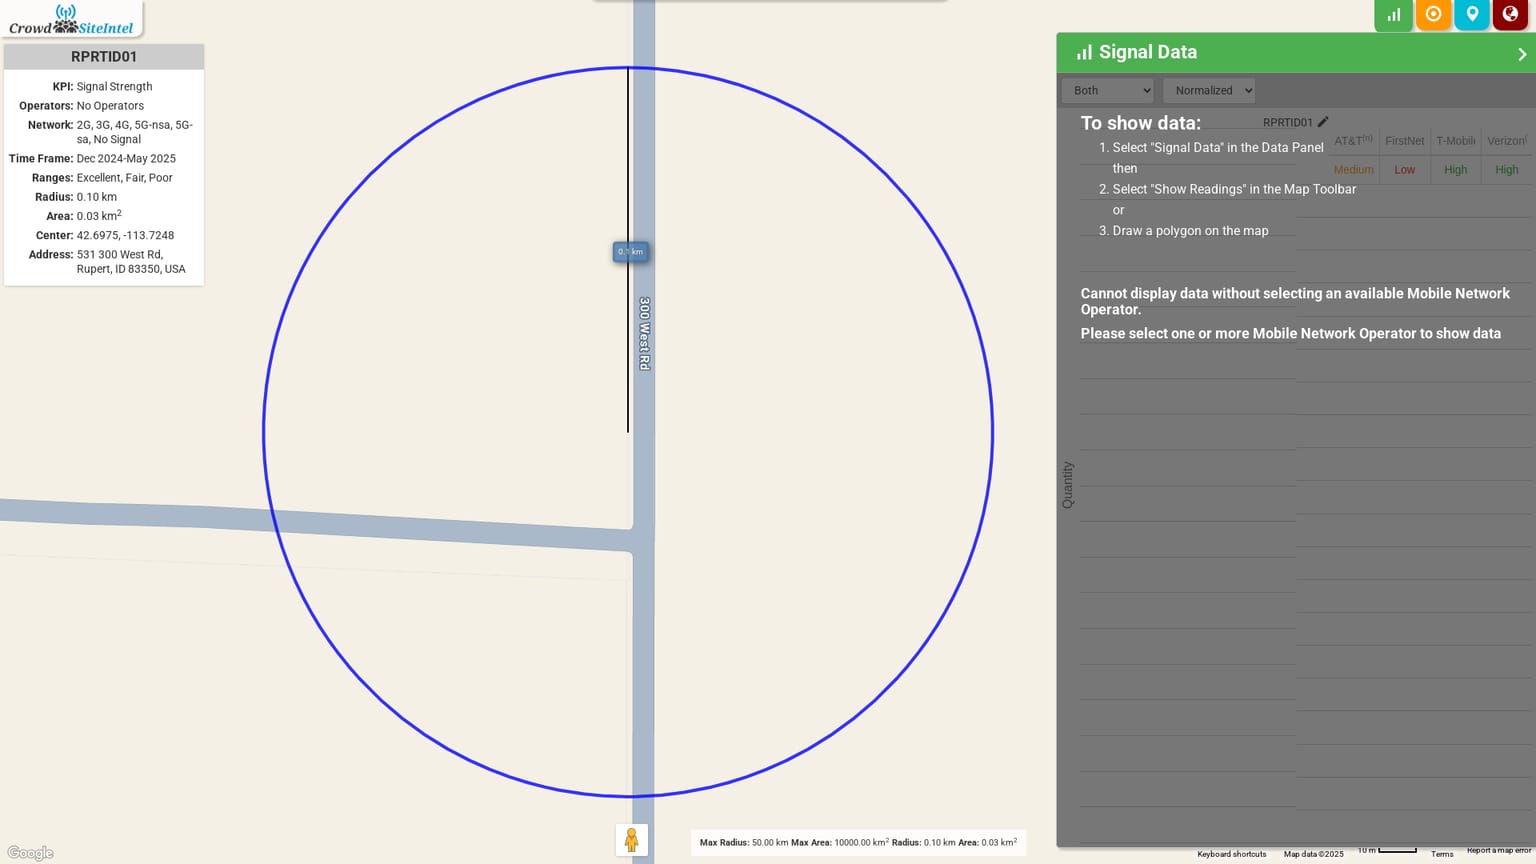 Crowd SiteIntel
RPRTID01
KPI: Signal Strength
Operators: No Operators
Network: 2G, 3G, 4G, 5G-nsa, 5G-
sa, No Signal
Time Frame: Dec 2024-May 2025
Ranges: Excellent, Fair, Poor
Radius: 0.10 km
Area: 0.03 km²
Center: 42.6975, -113.7248
Address: 531 300 West Rd,
Rupert, ID 83350, USA
0.1 km
300 West Rd
Signal Data
Both Normalized
To show data:
RPRTID01
1. Select "Signal Data" in the Data Panel
then
2. Select "Show Readings" in the Map Toolbar
or
3. Draw a polygon on the map
AT&T(n) FirstNet T-Mobile Verizon
Medium Low High High
Cannot display data without selecting an available Mobile Network
Operator.
Please select one or more Mobile Network Operator to show data
Quantity
Max Radius: 50.00 km Max Area: 10000.00 km² Radius: 0.10 km Area: 0.03 km²
Google
Keyboard shortcuts Map data ©2025 10 m Terms Report a map error